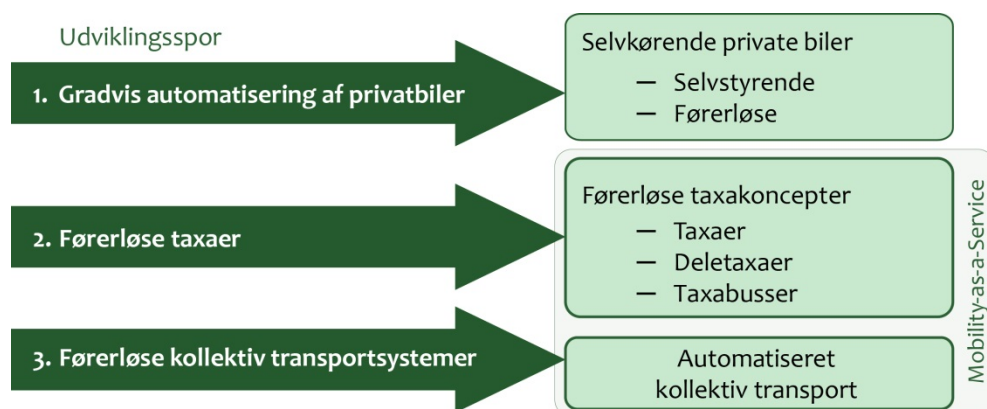 Udviklingsspor
1. Gradvis automatisering af privatbiler
Selvkørende private biler
— Selvstyrende
— Førerløse
2. Førerløse taxaer
Førerløse taxakoncepter
— Taxaer
— Deletaxaer
— Taxabusser
3. Førerløse kollektiv transportsystemer
Automatiseret
kollektiv transport
Mobility-as-a-Service